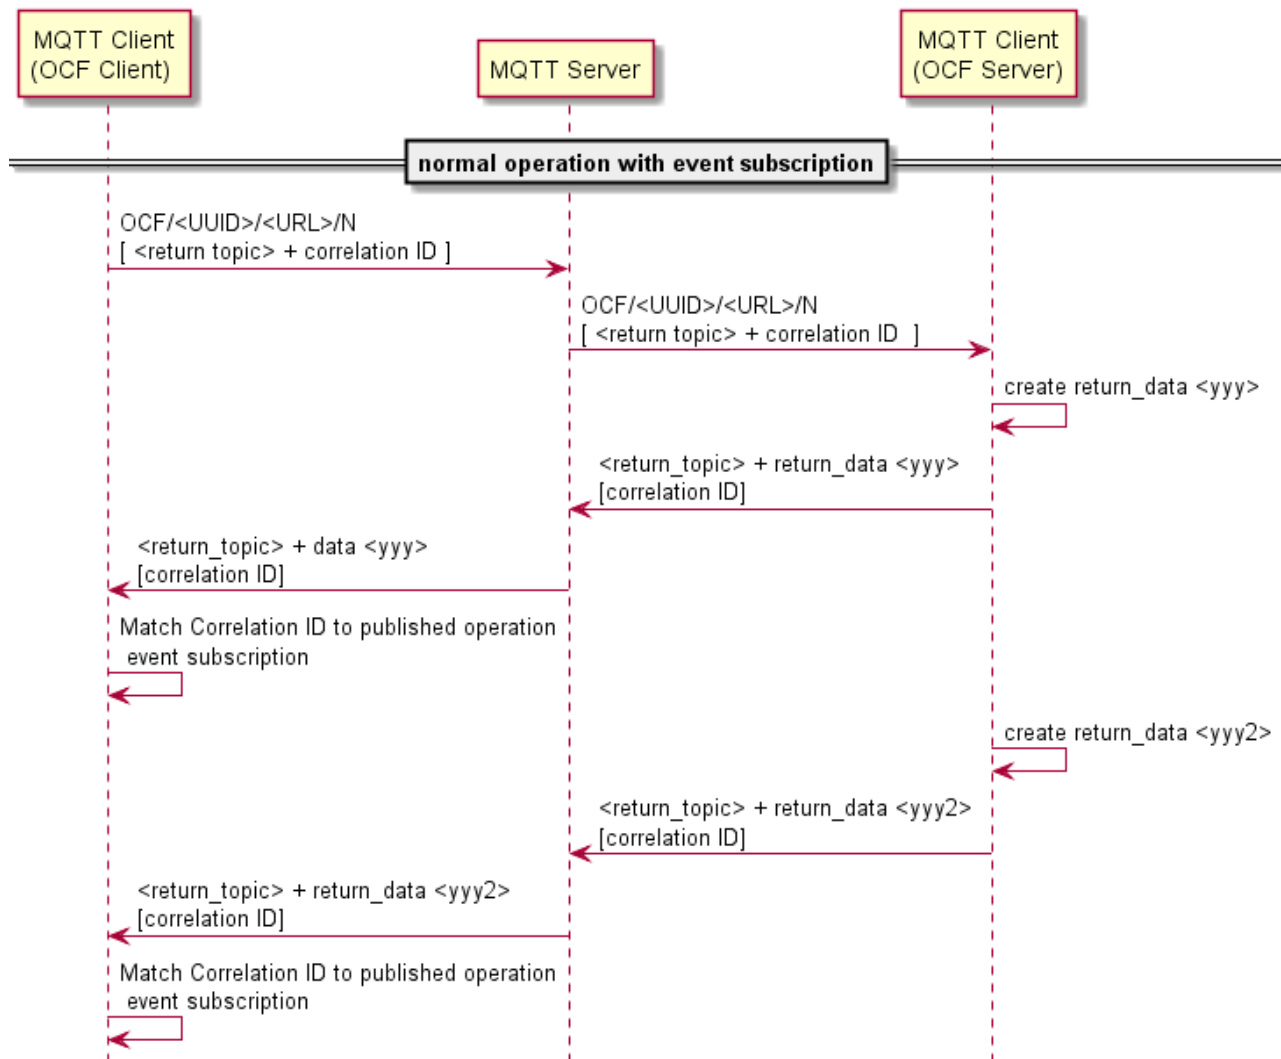 MQTT Client
(OCF Client)
MQTT Server
MQTT Client
(OCF Server)
normal operation with event subscription
OCF/<UUID>/<URL>/N
[ <return topic> + correlation ID ]
OCF/<UUID>/<URL>/N
[ <return topic> + correlation ID  ]
create return_data <yyy>
<return_topic> + return_data <yyy>
[correlation ID]
<return_topic> + data <yyy>
[correlation ID]
Match Correlation ID to published operation
event subscription
create return_data <yyy2>
<return_topic> + return_data <yyy2>
[correlation ID]
<return_topic> + return_data <yyy2>
[correlation ID]
Match Correlation ID to published operation
event subscription